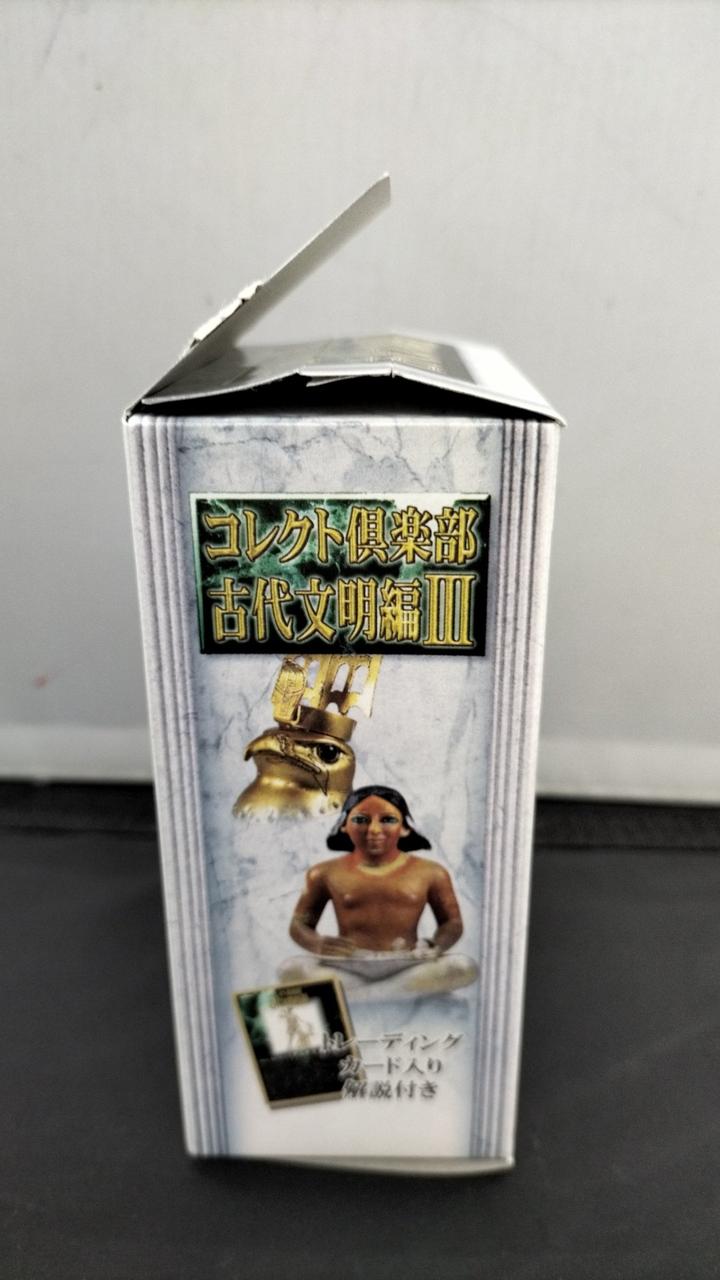 コレクト倶楽部
古代文明編III
トレーディング
カード入り
解説付き